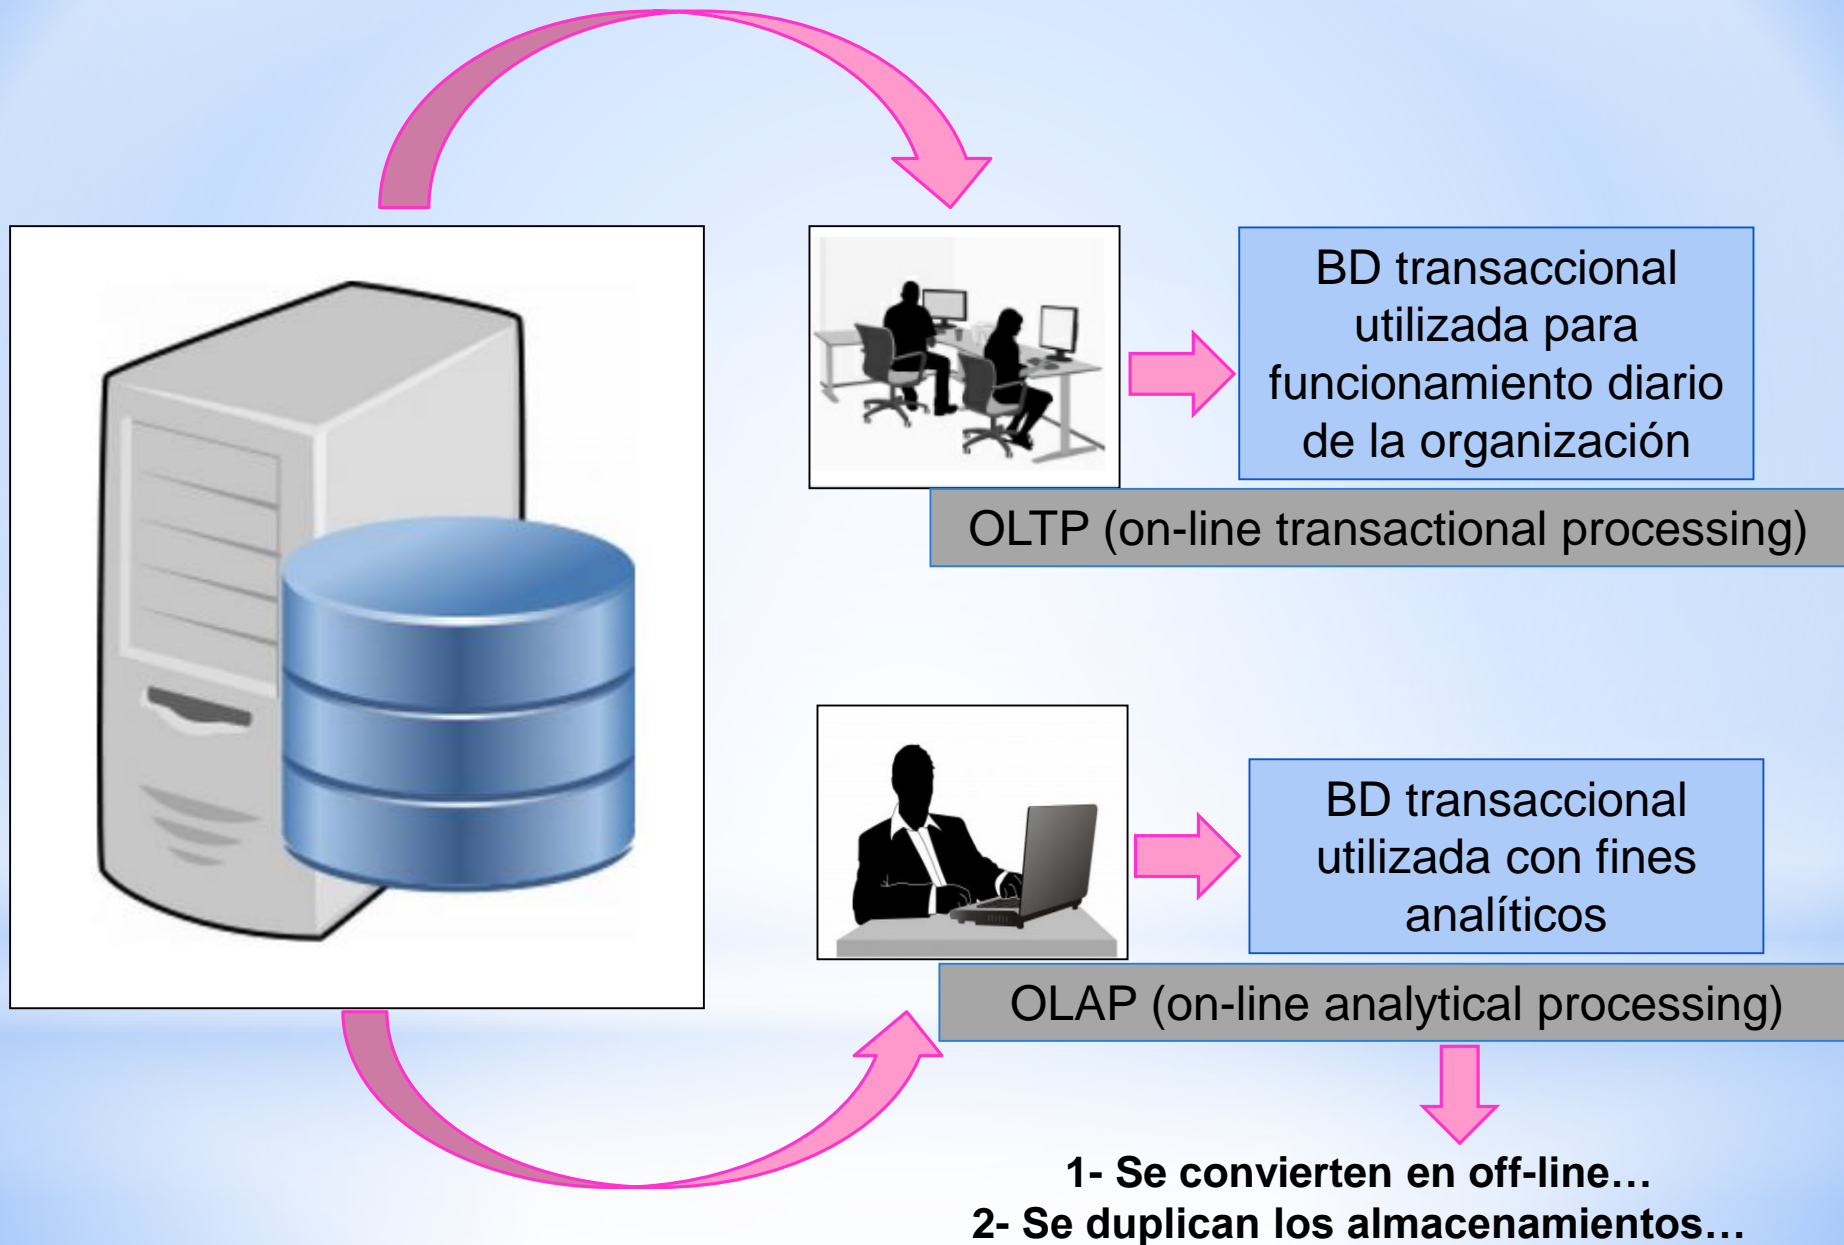 BD transaccional
utilizada para
funcionamiento diario
de la organización
OLTP (on-line transactional processing)
BD transaccional
utilizada con fines
analíticos
OLAP (on-line analytical processing)
1- Se convierten en off-line…
2- Se duplican los almacenamientos…